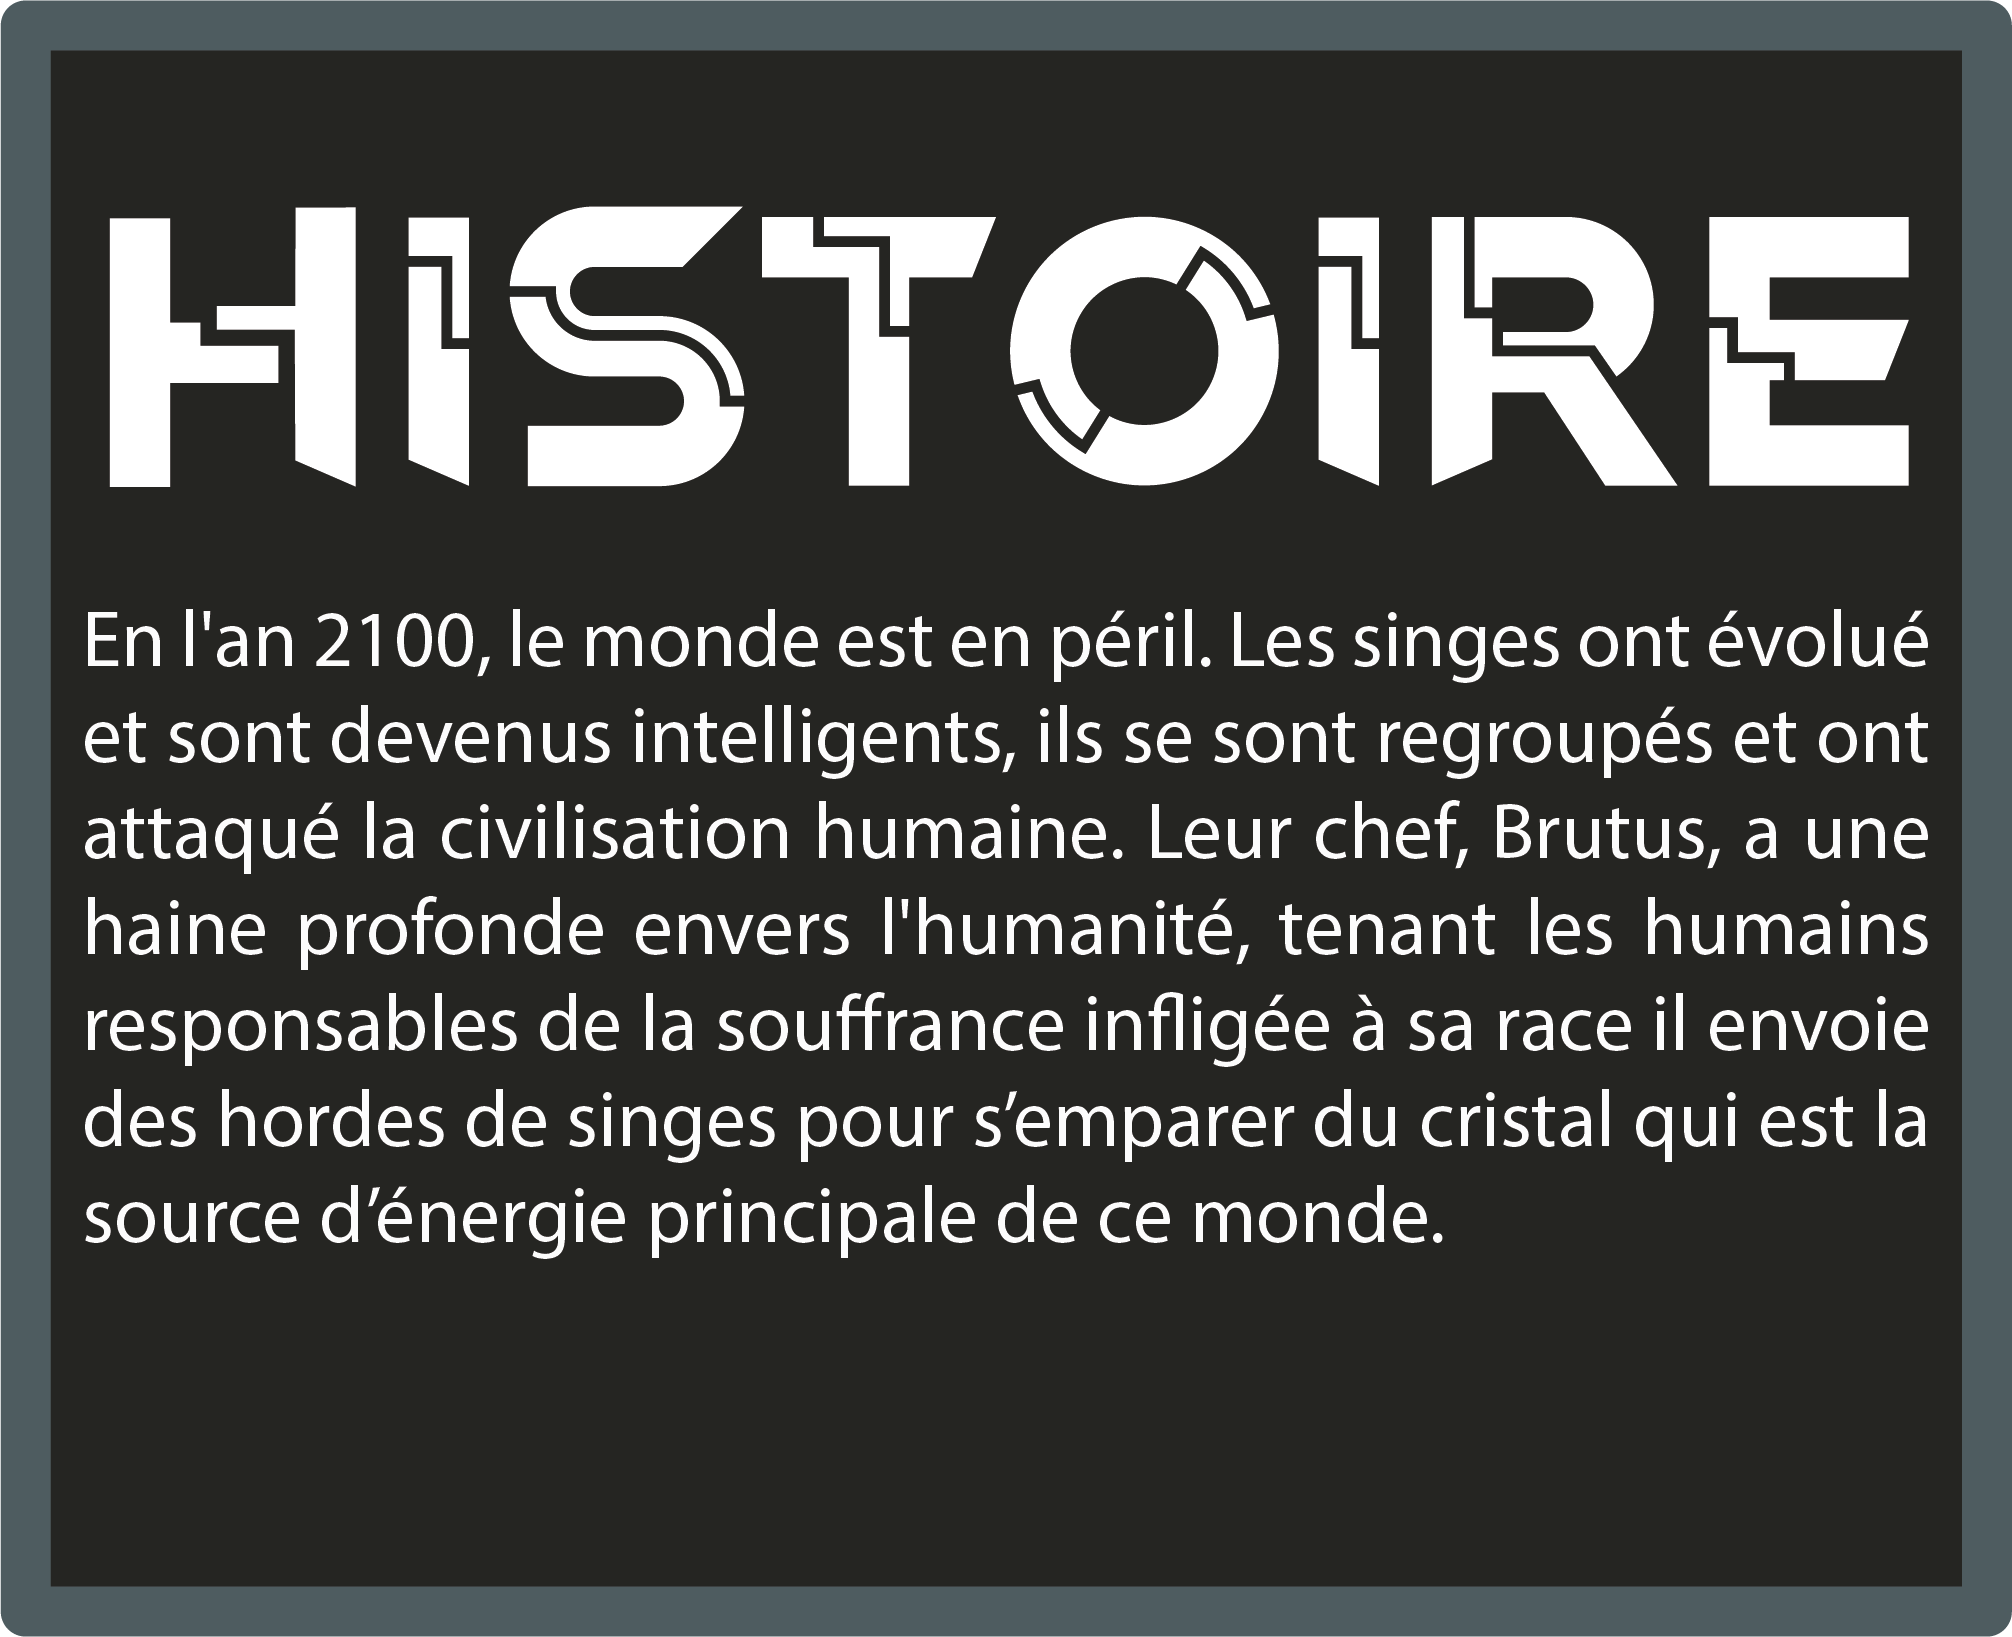 HISTOIRE
En l'an 2100, le monde est en péril. Les singes ont évolué
et sont devenus intelligents, ils se sont regroupés et ont
attaqué la civilisation humaine. Leur chef, Brutus, a une
haine profonde envers l'humanité, tenant les humains
responsables de la souffrance infligée à sa race il envoie
des hordes de singes pour s’emparer du cristal qui est la
source d’énergie principale de ce monde.